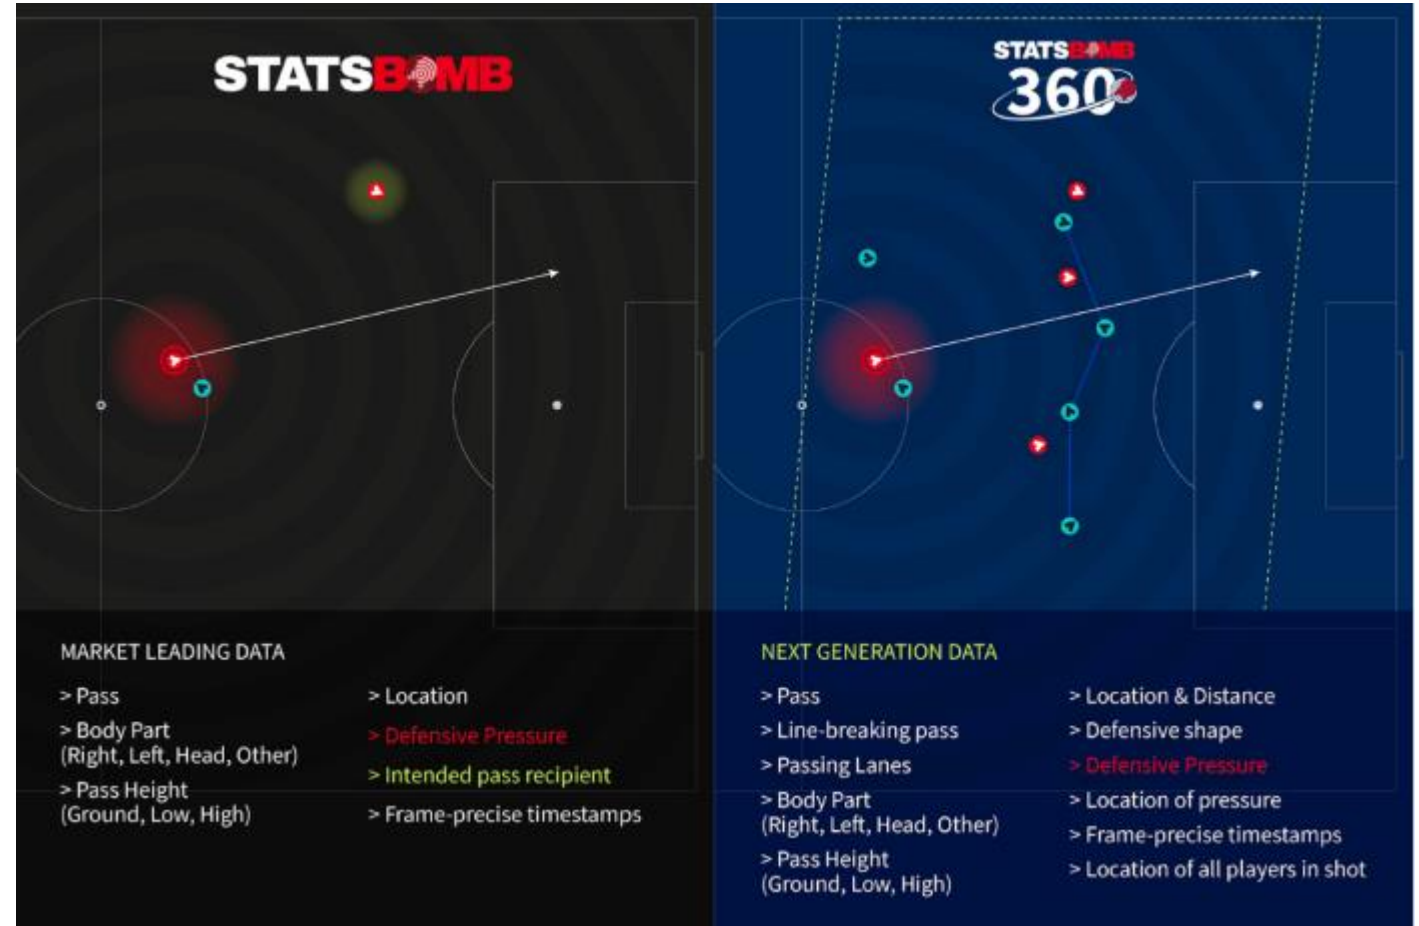 STATSBOMB
MARKET LEADING DATA
> Pass
> Body Part
(Right, Left, Head, Other)
> Pass Height
(Ground, Low, High)
> Location
> Defensive Pressure
> Intended pass recipient
> Frame-precise timestamps
STATSBOMB
360
NEXT GENERATION DATA
> Pass
> Line-breaking pass
> Passing Lanes
> Body Part
(Right, Left, Head, Other)
> Pass Height
(Ground, Low, High)
> Location & Distance
> Defensive shape
> Defensive Pressure
> Location of pressure
> Frame-precise timestamps
> Location of all players in shot